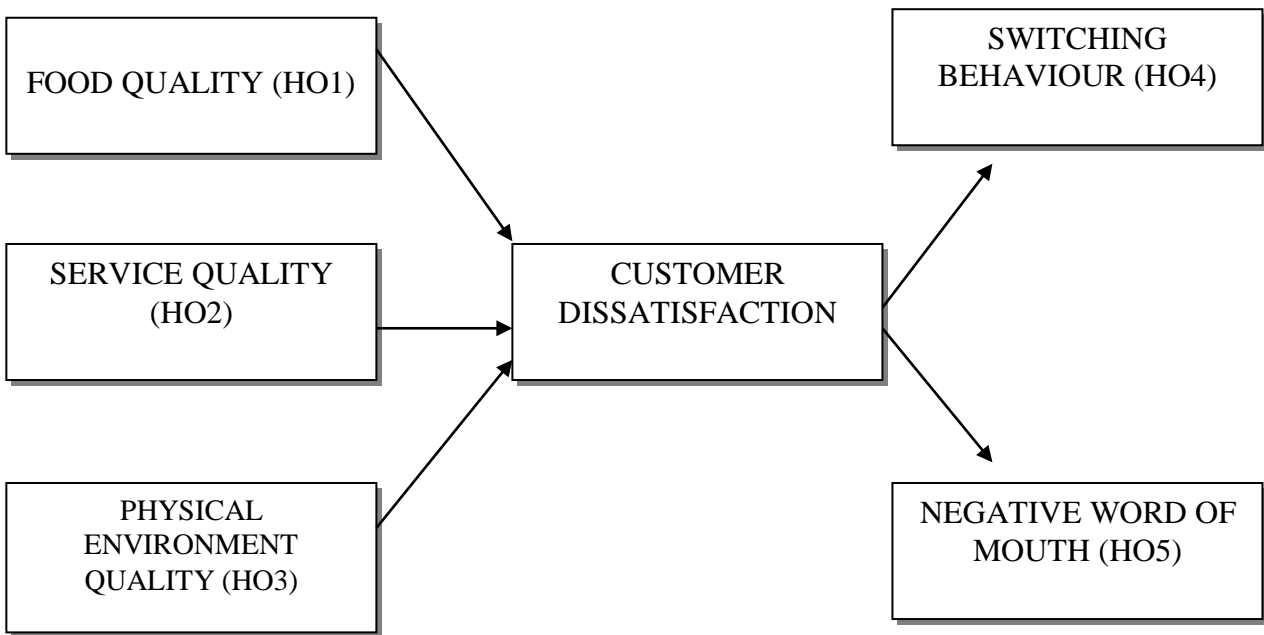 FOOD QUALITY (HO1)
SERVICE QUALITY
(HO2)
PHYSICAL
ENVIRONMENT
QUALITY (HO3)
CUSTOMER
DISSATISFACTION
SWITCHING
BEHAVIOUR (HO4)
NEGATIVE WORD OF
MOUTH (HO5)